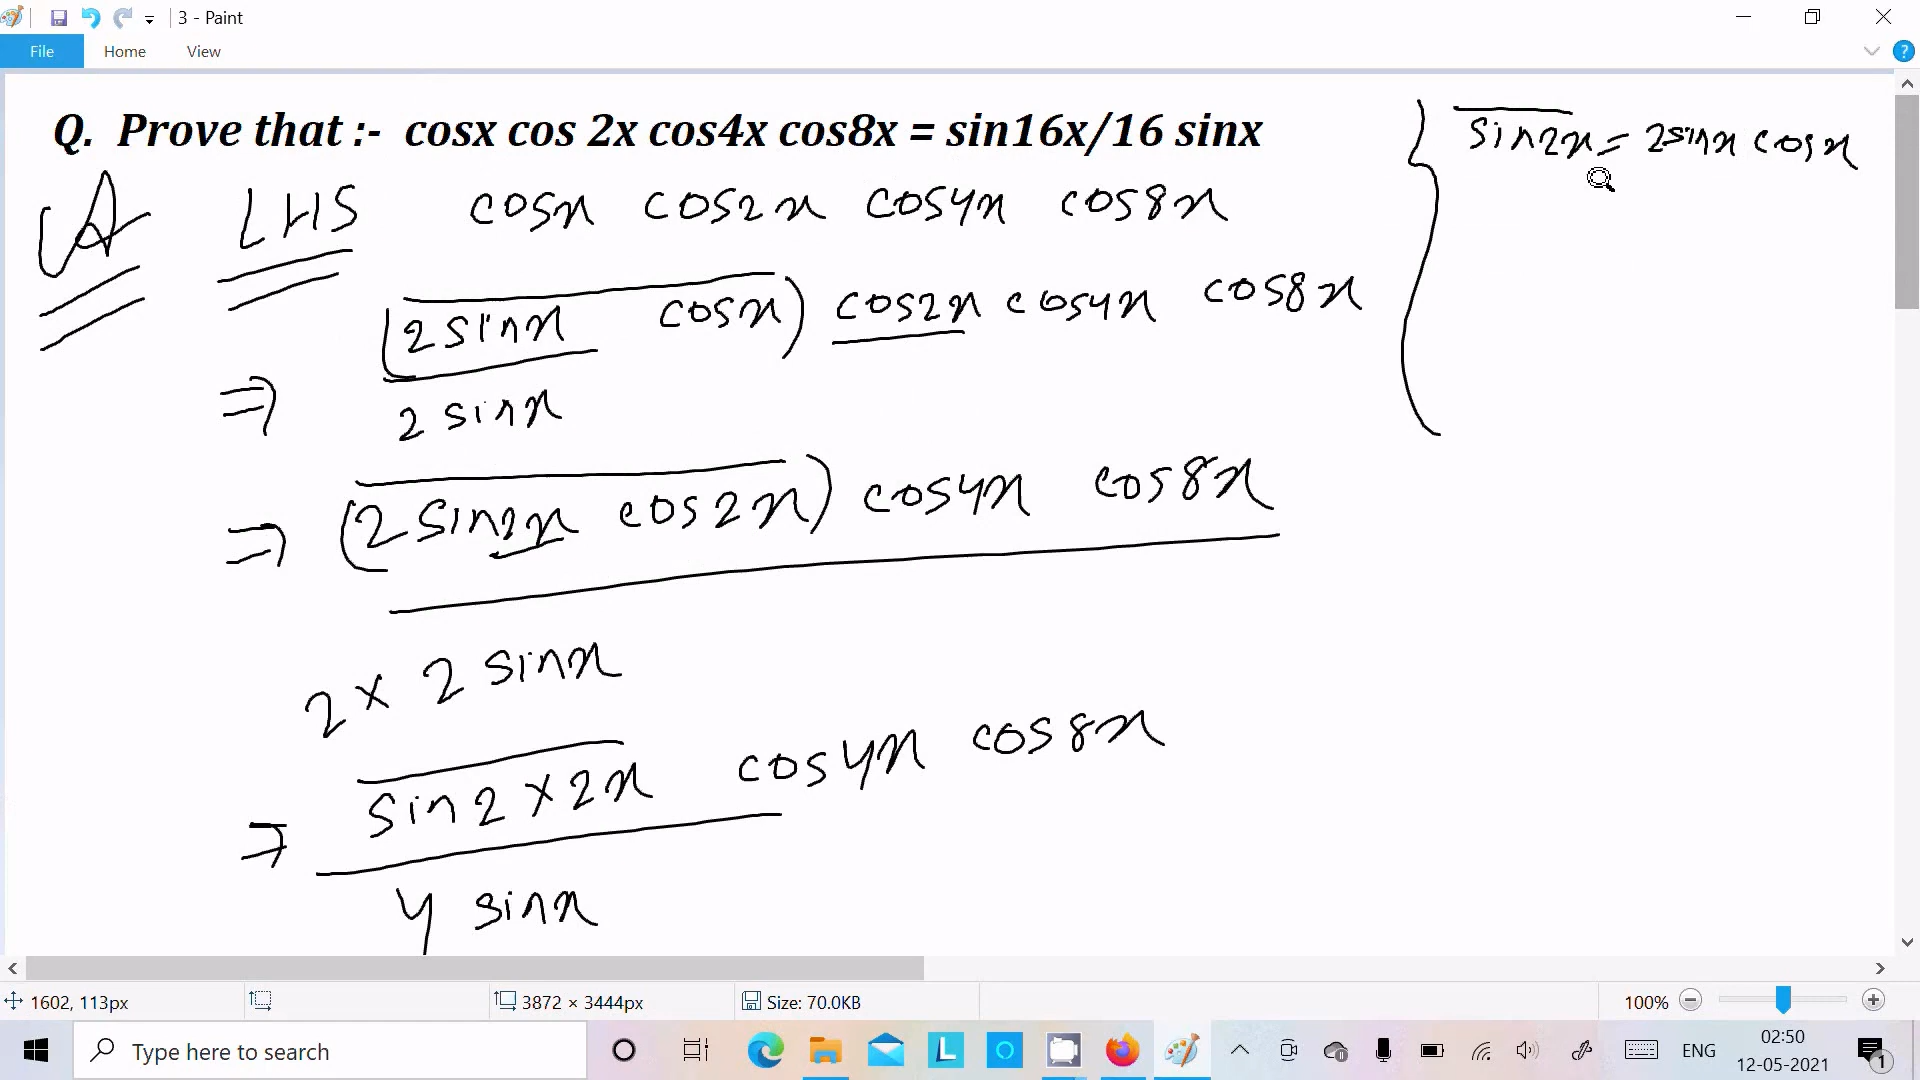 3 - Paint
File Home View
Q. Prove that :- cosx cos 2x cos4x cos8x = sin16x/16 sinx
sin2x = 2sinx cosx
LHS cosx cos2x cos4x cos8x
(2 sinx cosx) cos2x cos4x cos8x
⇒
2 sinx
⇒ (2 sin2x cos2x) cos4x cos8x
2 × 2 sinx
⇒ sin2 × 2x cos4x cos8x
4 sinx
1602, 113px 3872 × 3444px Size: 70.0KB 100%
Type here to search ENG 02:50
12-05-2021 1